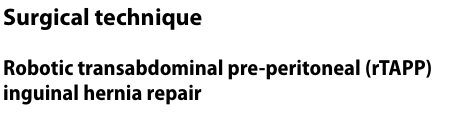 Surgical technique
Robotic transabdominal pre-peritoneal (rTAPP)
inguinal hernia repair